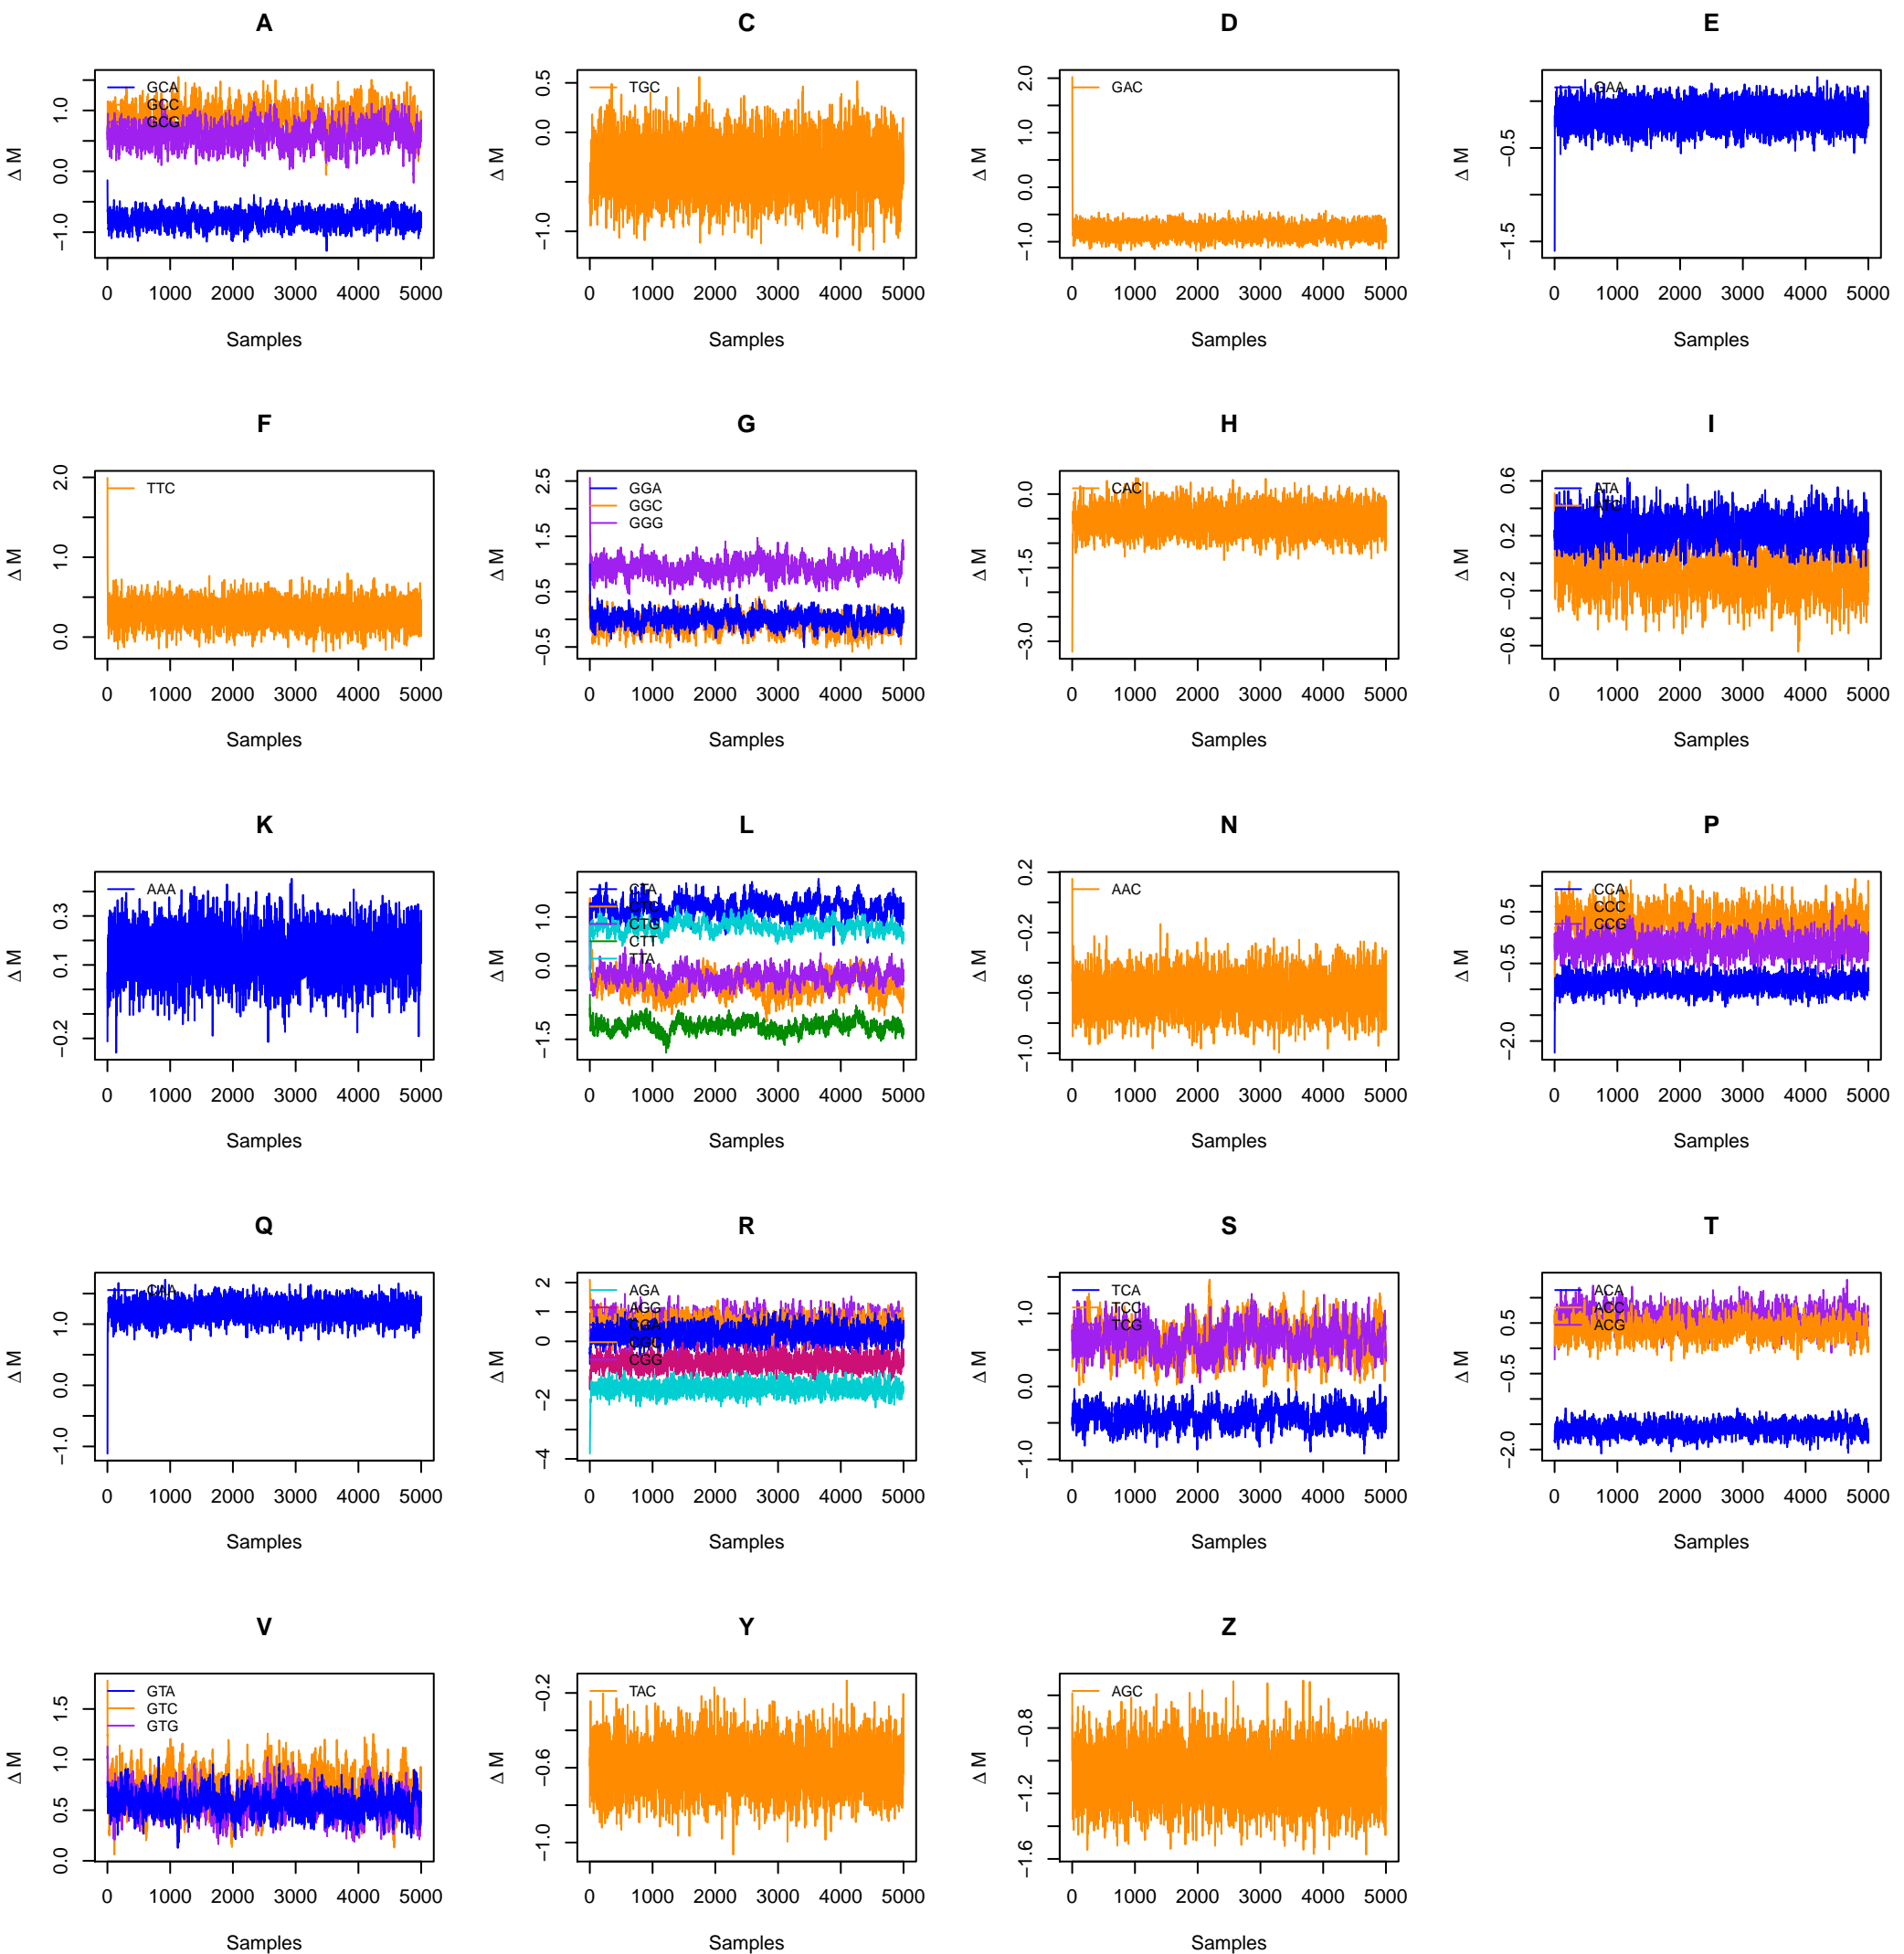 A
C
D
E
GCA
GCC
GCG
TGC
GAC
GAA
ΔM
−1.0 0.0 1.0
ΔM
−1.0 0.0 0.5
ΔM
−1.0 0.0 1.0 2.0
ΔM
−1.5 −0.5
0 1000 2000 3000 4000 5000
0 1000 2000 3000 4000 5000
0 1000 2000 3000 4000 5000
0 1000 2000 3000 4000 5000
Samples
Samples
Samples
Samples
F
G
H
I
TTC
GGA
GGC
GGG
CAC
ATA
ATC
ΔM
0.0 1.0 2.0
ΔM
−0.5 0.5 1.5 2.5
ΔM
−3.0 −1.5 0.0
ΔM
−0.6 −0.2 0.2 0.6
0 1000 2000 3000 4000 5000
0 1000 2000 3000 4000 5000
0 1000 2000 3000 4000 5000
0 1000 2000 3000 4000 5000
Samples
Samples
Samples
Samples
K
L
N
P
AAA
CTA
CTC
CTG
CTT
TTA
AAC
CCA
CCC
CCG
ΔM
−0.2 0.1 0.3
ΔM
−1.5 0.0 1.0
ΔM
−1.0 −0.6 −0.2 0.2
ΔM
−2.0 −0.5 0.5
0 1000 2000 3000 4000 5000
0 1000 2000 3000 4000 5000
0 1000 2000 3000 4000 5000
0 1000 2000 3000 4000 5000
Samples
Samples
Samples
Samples
Q
R
S
T
CAA
AGA
AGG
CGA
CGC
CGG
TCA
TCC
TCG
ACA
ACC
ACG
ΔM
−1.0 0.0 1.0
ΔM
−4 −2 0 1 2
ΔM
−1.0 0.0 1.0
ΔM
−2.0 −0.5 0.5
0 1000 2000 3000 4000 5000
0 1000 2000 3000 4000 5000
0 1000 2000 3000 4000 5000
0 1000 2000 3000 4000 5000
Samples
Samples
Samples
Samples
V
Y
Z
GTA
GTC
GTG
TAC
AGC
ΔM
0.0 0.5 1.0 1.5
ΔM
−1.0 −0.6 −0.2
ΔM
−1.6 −1.2 −0.8
0 1000 2000 3000 4000 5000
0 1000 2000 3000 4000 5000
0 1000 2000 3000 4000 5000
Samples
Samples
Samples